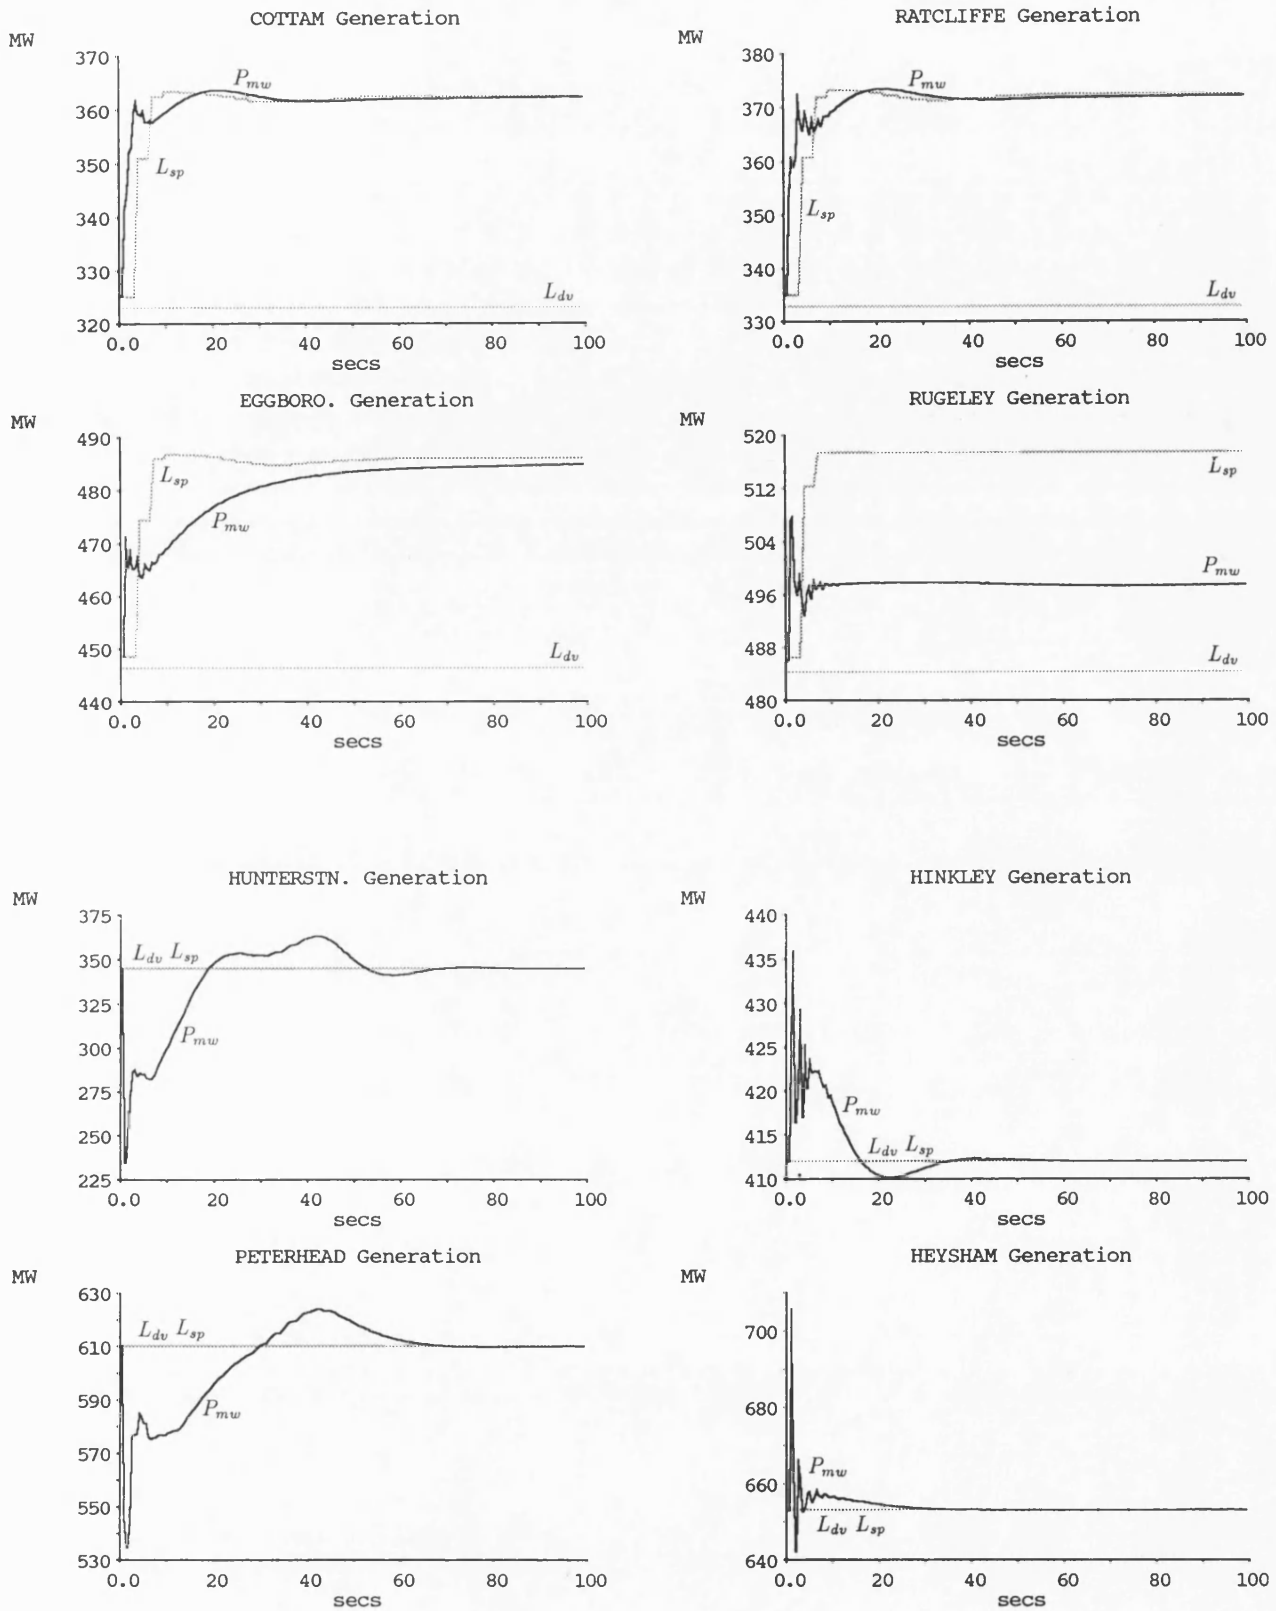 COTTAM Generation
MW
370
360
350
340
330
320
P_mw
L_sp
L_dv
0.0 20 40 60 80 100
secs
RATCLIFFE Generation
MW
380
370
360
350
340
330
P_mw
L_sp
L_dv
0.0 20 40 60 80 100
secs
EGGBORO. Generation
MW
490
480
470
460
450
440
L_sp
P_mw
L_dv
0.0 20 40 60 80 100
secs
RUGELEY Generation
MW
520
512
504
496
488
480
L_sp
P_mw
L_dv
0.0 20 40 60 80 100
secs
HUNTERSTN. Generation
MW
375
350
325
300
275
250
225
L_dv L_sp
P_mw
0.0 20 40 60 80 100
secs
HINKLEY Generation
MW
440
435
430
425
420
415
410
P_mw
L_dv L_sp
0.0 20 40 60 80 100
secs
PETERHEAD Generation
MW
630
610
590
570
550
530
L_dv L_sp
P_mw
0.0 20 40 60 80 100
secs
HEYSHAM Generation
MW
700
680
660
640
P_mw
L_dv L_sp
0.0 20 40 60 80 100
secs